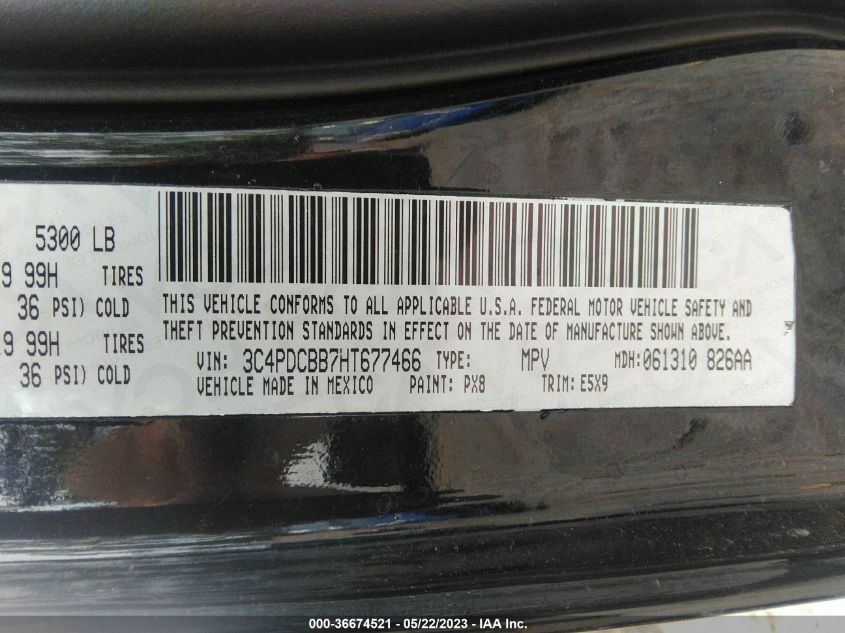 5300 LB
9 99H TIRES
36 PSI) COLD
19 99H TIRES
36 PSI) COLD
THIS VEHICLE CONFORMS TO ALL APPLICABLE U.S.A. FEDERAL MOTOR VEHICLE SAFETY AND
THEFT PREVENTION STANDARDS IN EFFECT ON THE DATE OF MANUFACTURE SHOWN ABOVE.
VIN: 3C4PDCBB7HT677466 TYPE: MPV MDH:061310 826AA
VEHICLE MADE IN MEXICO PAINT: PX8 TRIM:E5X9
000-36674521 - 05/22/2023 - IAA Inc.